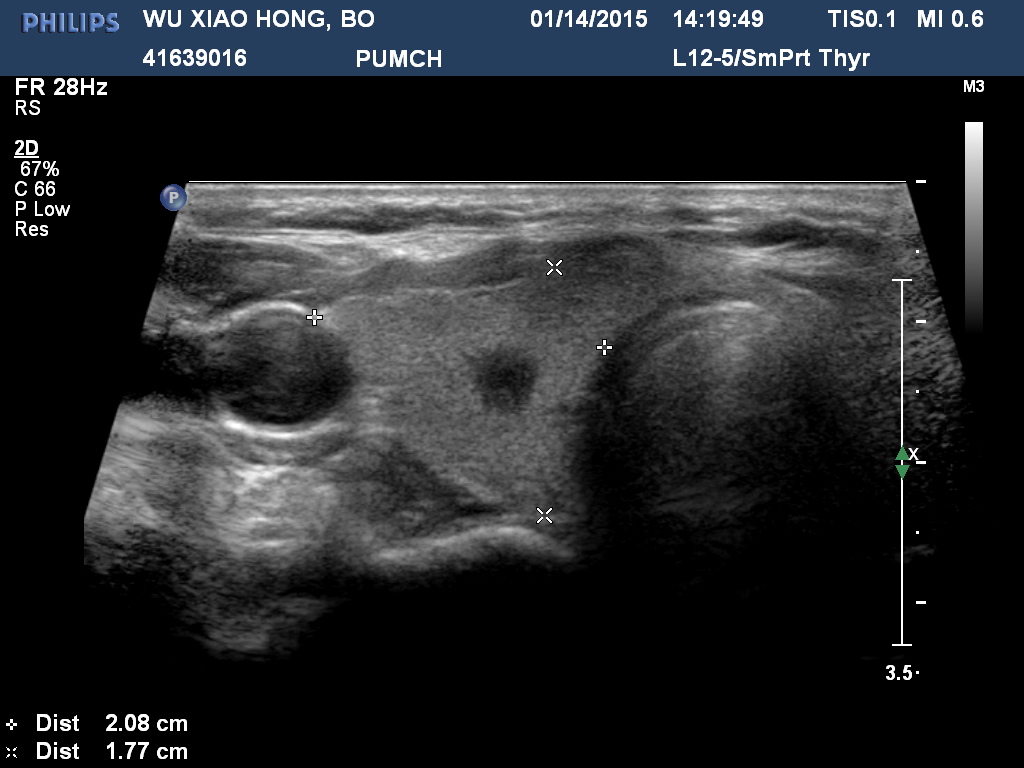 PHILIPS WU XIAO HONG, BO 01/14/2015 14:19:49 TIS0.1 MI 0.6
41639016 PUMCH L12-5/SmPrt Thyr
FR 28Hz
RS
M3
2D
67%
C 66
P Low
Res
P
X
3.5
Dist 2.08 cm
Dist 1.77 cm